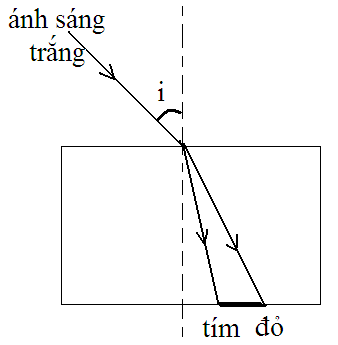 ánh sáng
trắng
i
tím đỏ